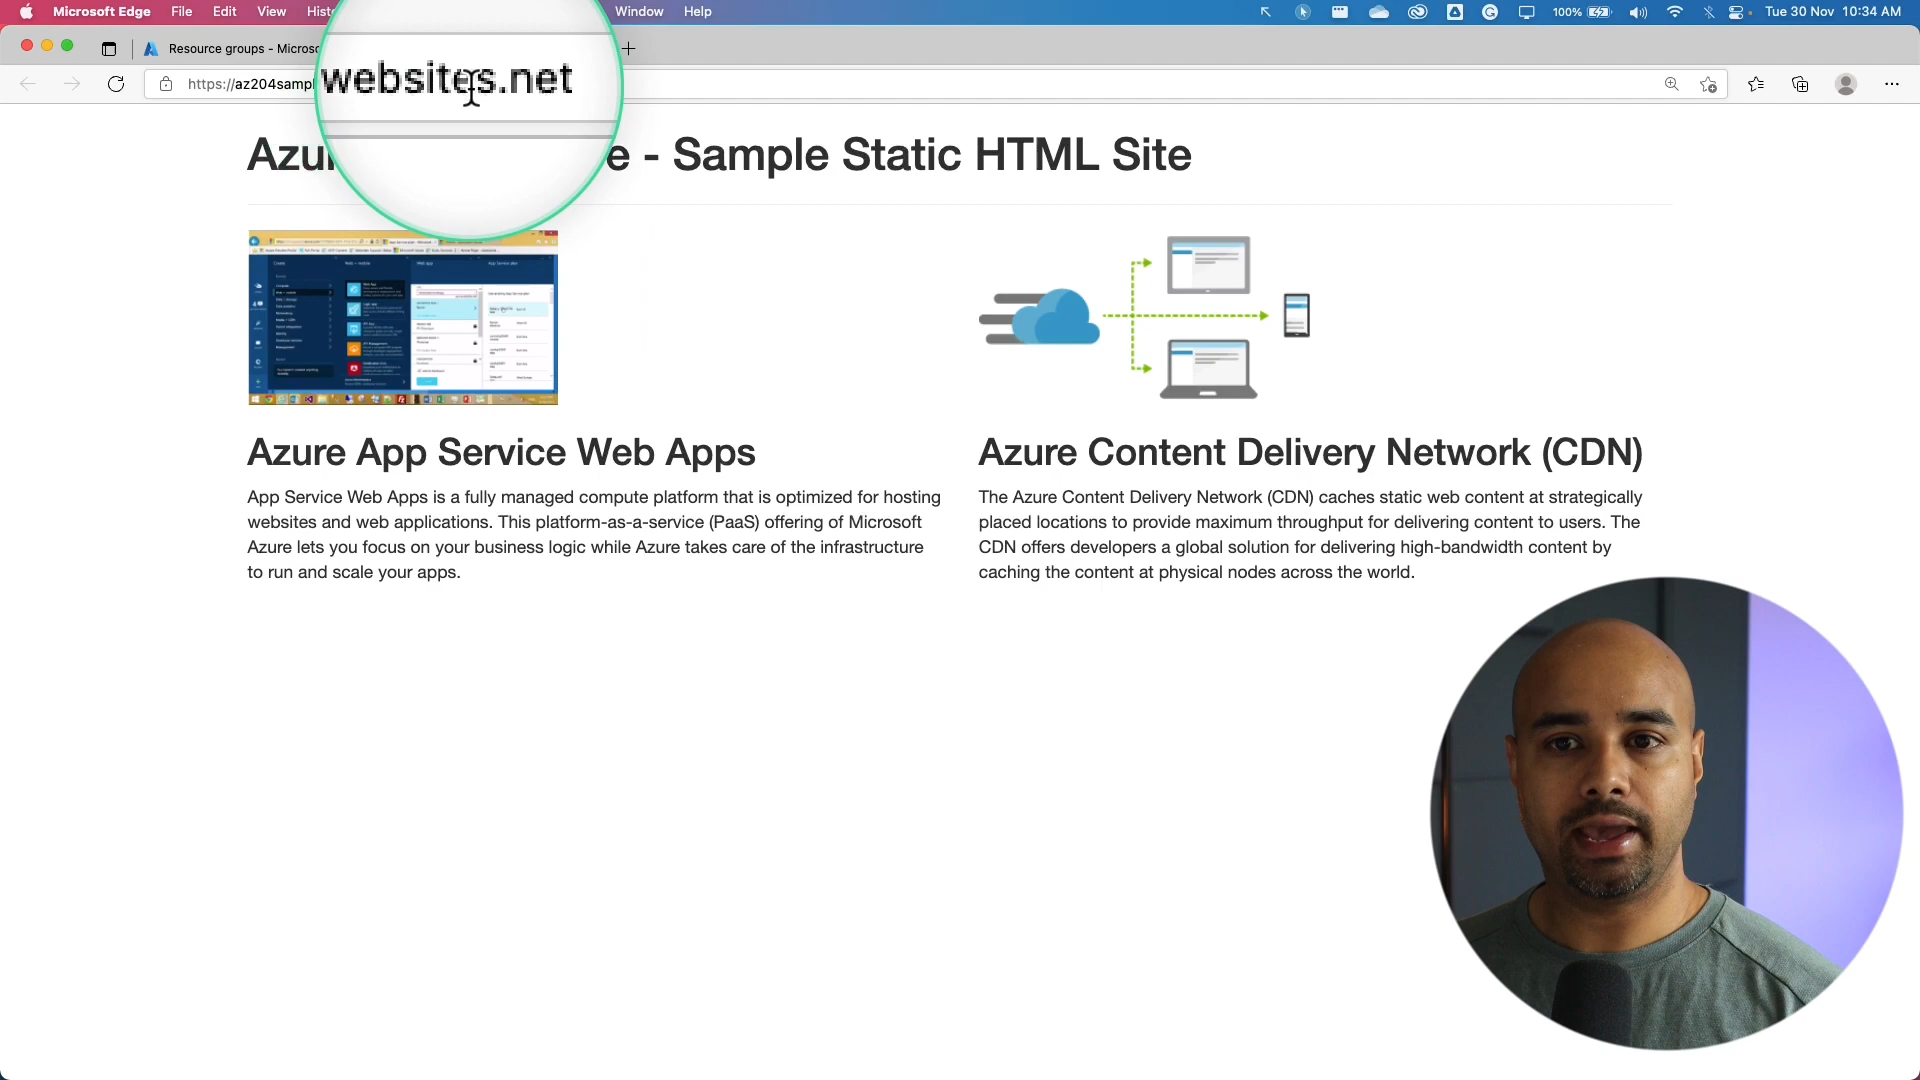 Microsoft Edge File Edit View Window Help 100% Tue 30 Nov 10:34 AM
Resource groups -
https://az204sampl
websites.net
- Sample Static HTML Site
Azure App Service Web Apps
App Service Web Apps is a fully managed compute platform that is optimized for hosting
websites and web applications. This platform-as-a-service (PaaS) offering of Microsoft
Azure lets you focus on your business logic while Azure takes care of the infrastructure
to run and scale your apps.
Azure Content Delivery Network (CDN)
The Azure Content Delivery Network (CDN) caches static web content at strategically
placed locations to provide maximum throughput for delivering content to users. The
CDN offers developers a global solution for delivering high-bandwidth content by
caching the content at physical nodes across the world.